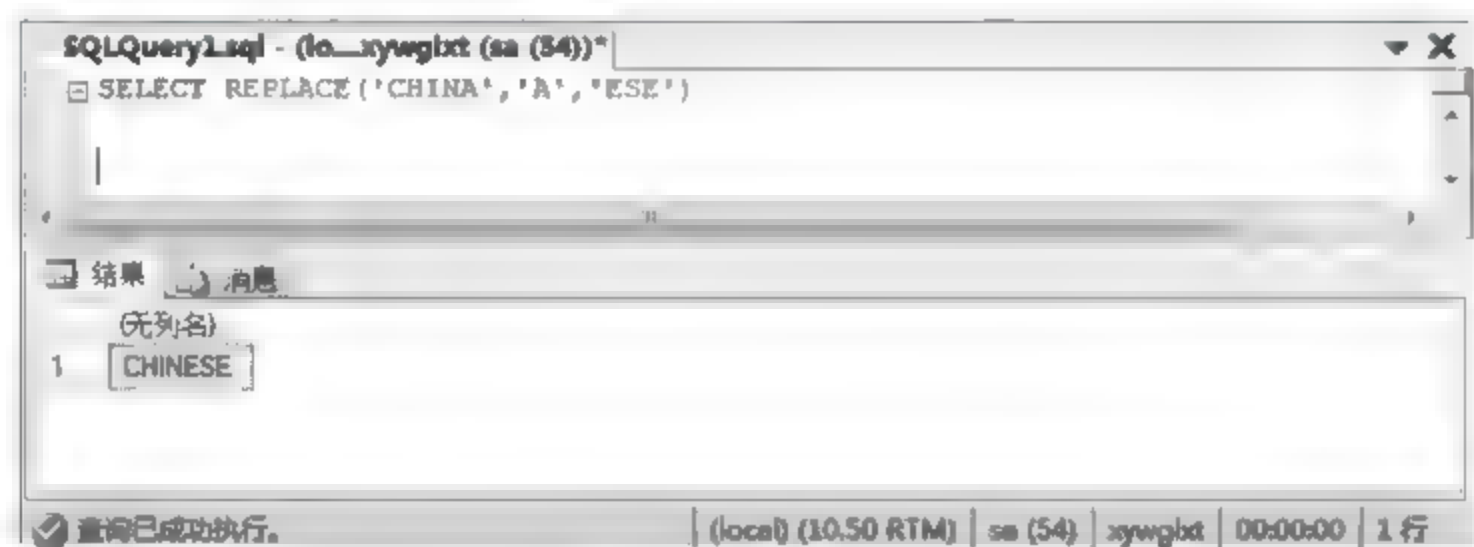 SQLQuery1.sql - (lo...xywglxt (sa (54))*
SELECT REPLACE('CHINA','A','ESE')
结果 消息
(无列名)
1 CHINESE
查询已成功执行。 (local) (10.50 RTM) sa (54) xywglxt 00:00:00 1 行